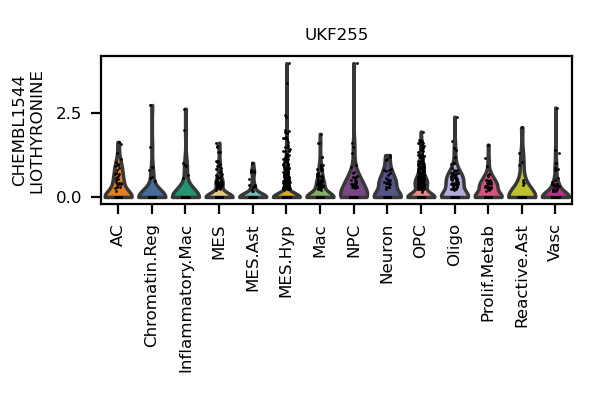 UKF255
CHEMBL1544
LIOTHYRONINE
2.5
0.0
AC
Chromatin.Reg
Inflammatory.Mac
MES
MES.Ast
MES.Hyp
Mac
NPC
Neuron
OPC
Oligo
Prolif.Metab
Reactive.Ast
Vasc